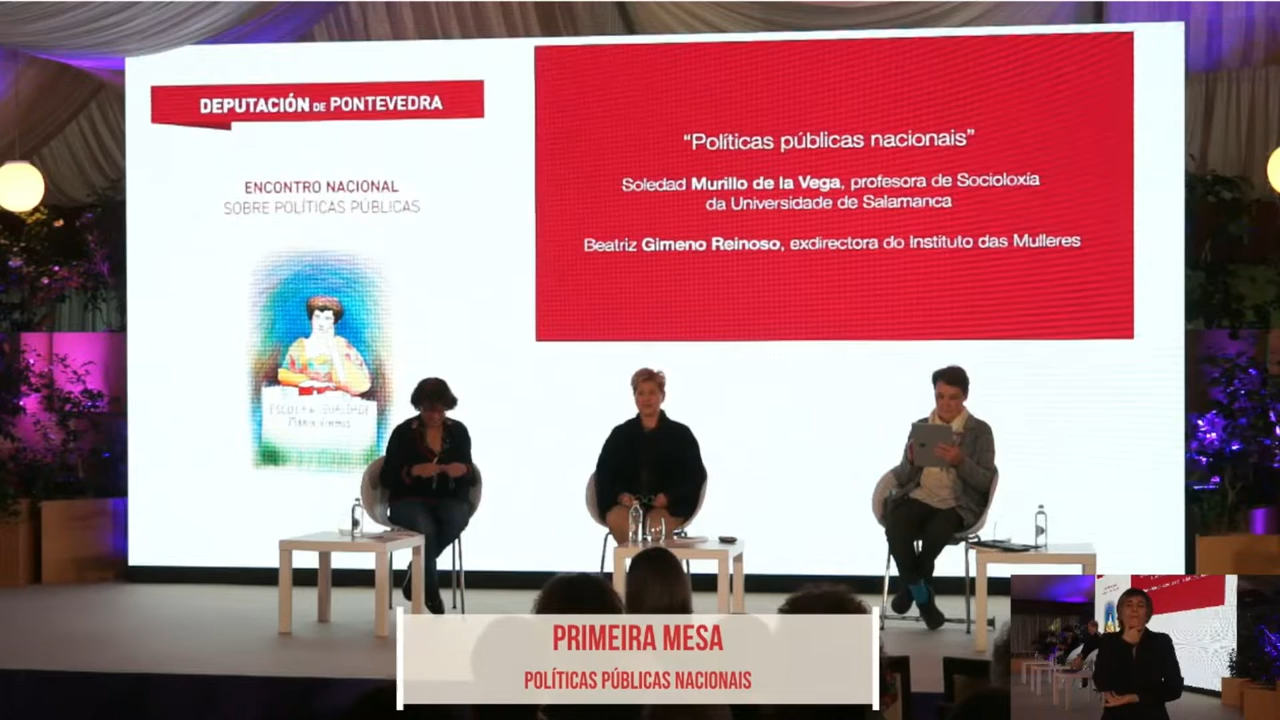 DEPUTACIÓN DE PONTEVEDRA
ENCONTRO NACIONAL
SOBRE POLÍTICAS PÚBLICAS
"Políticas públicas nacionais"
Soledad Murillo de la Vega, profesora de Socioloxía
da Universidade de Salamanca
Beatriz Gimeno Reinoso, exdirectora do Instituto das Mulleres
PRIMEIRA MESA
POLÍTICAS PÚBLICAS NACIONAIS